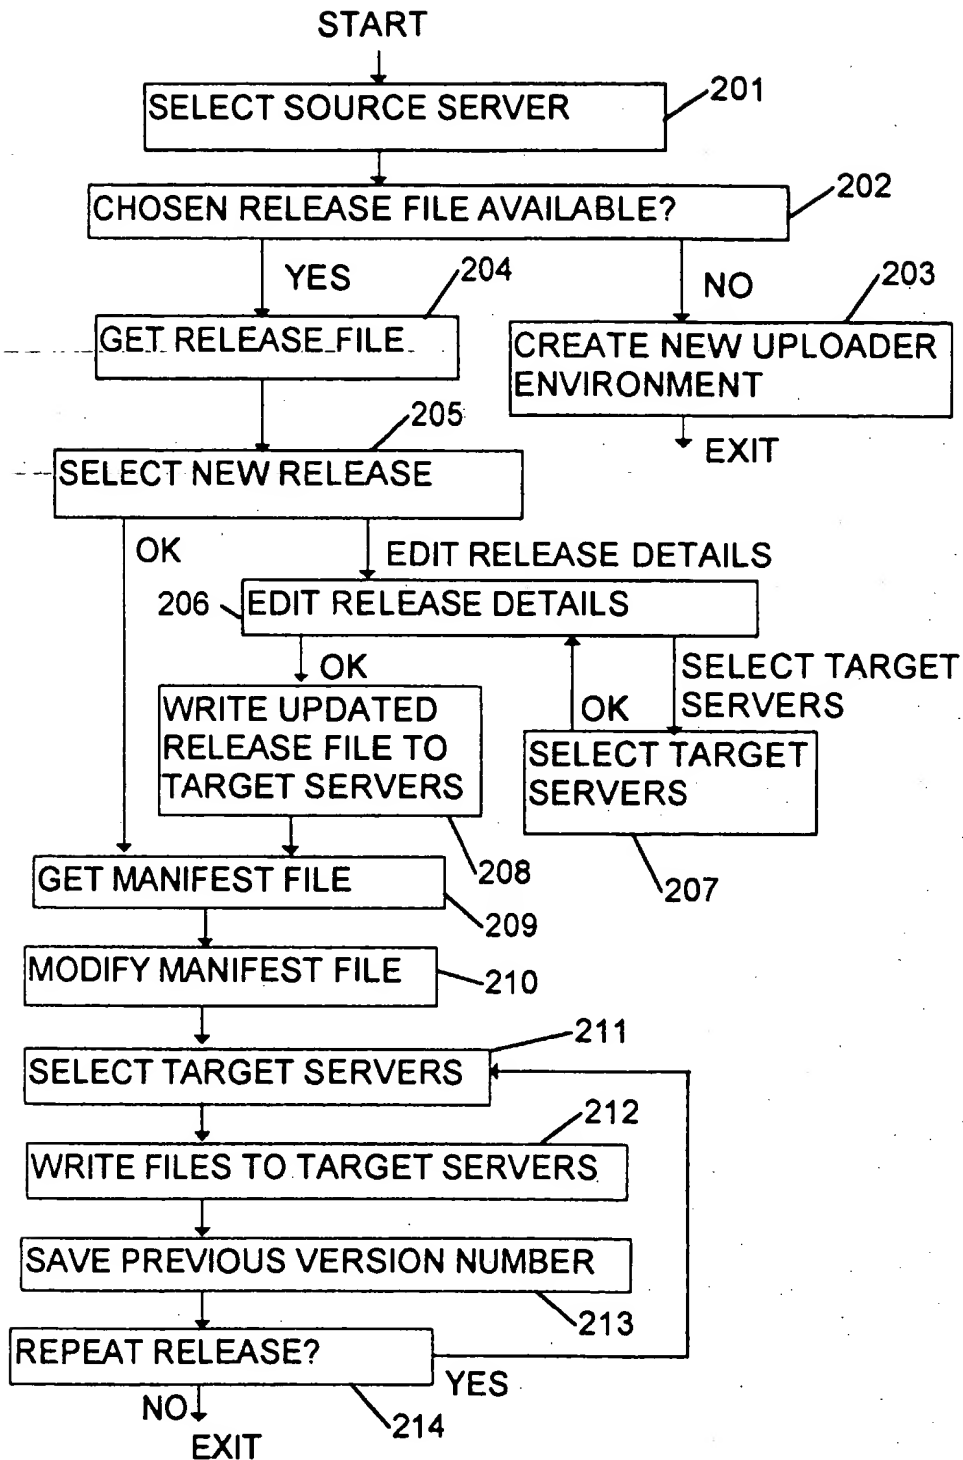 START
SELECT SOURCE SERVER
201
CHOSEN RELEASE FILE AVAILABLE?
202
YES
204
NO
203
GET RELEASE FILE
CREATE NEW UPLOADER
ENVIRONMENT
205
EXIT
SELECT NEW RELEASE
OK
EDIT RELEASE DETAILS
206
EDIT RELEASE DETAILS
OK
SELECT TARGET
SERVERS
OK
WRITE UPDATED
RELEASE FILE TO
TARGET SERVERS
SELECT TARGET
SERVERS
208
207
GET MANIFEST FILE
209
MODIFY MANIFEST FILE
210
211
SELECT TARGET SERVERS
212
WRITE FILES TO TARGET SERVERS
SAVE PREVIOUS VERSION NUMBER
213
REPEAT RELEASE?
YES
NO
214
EXIT